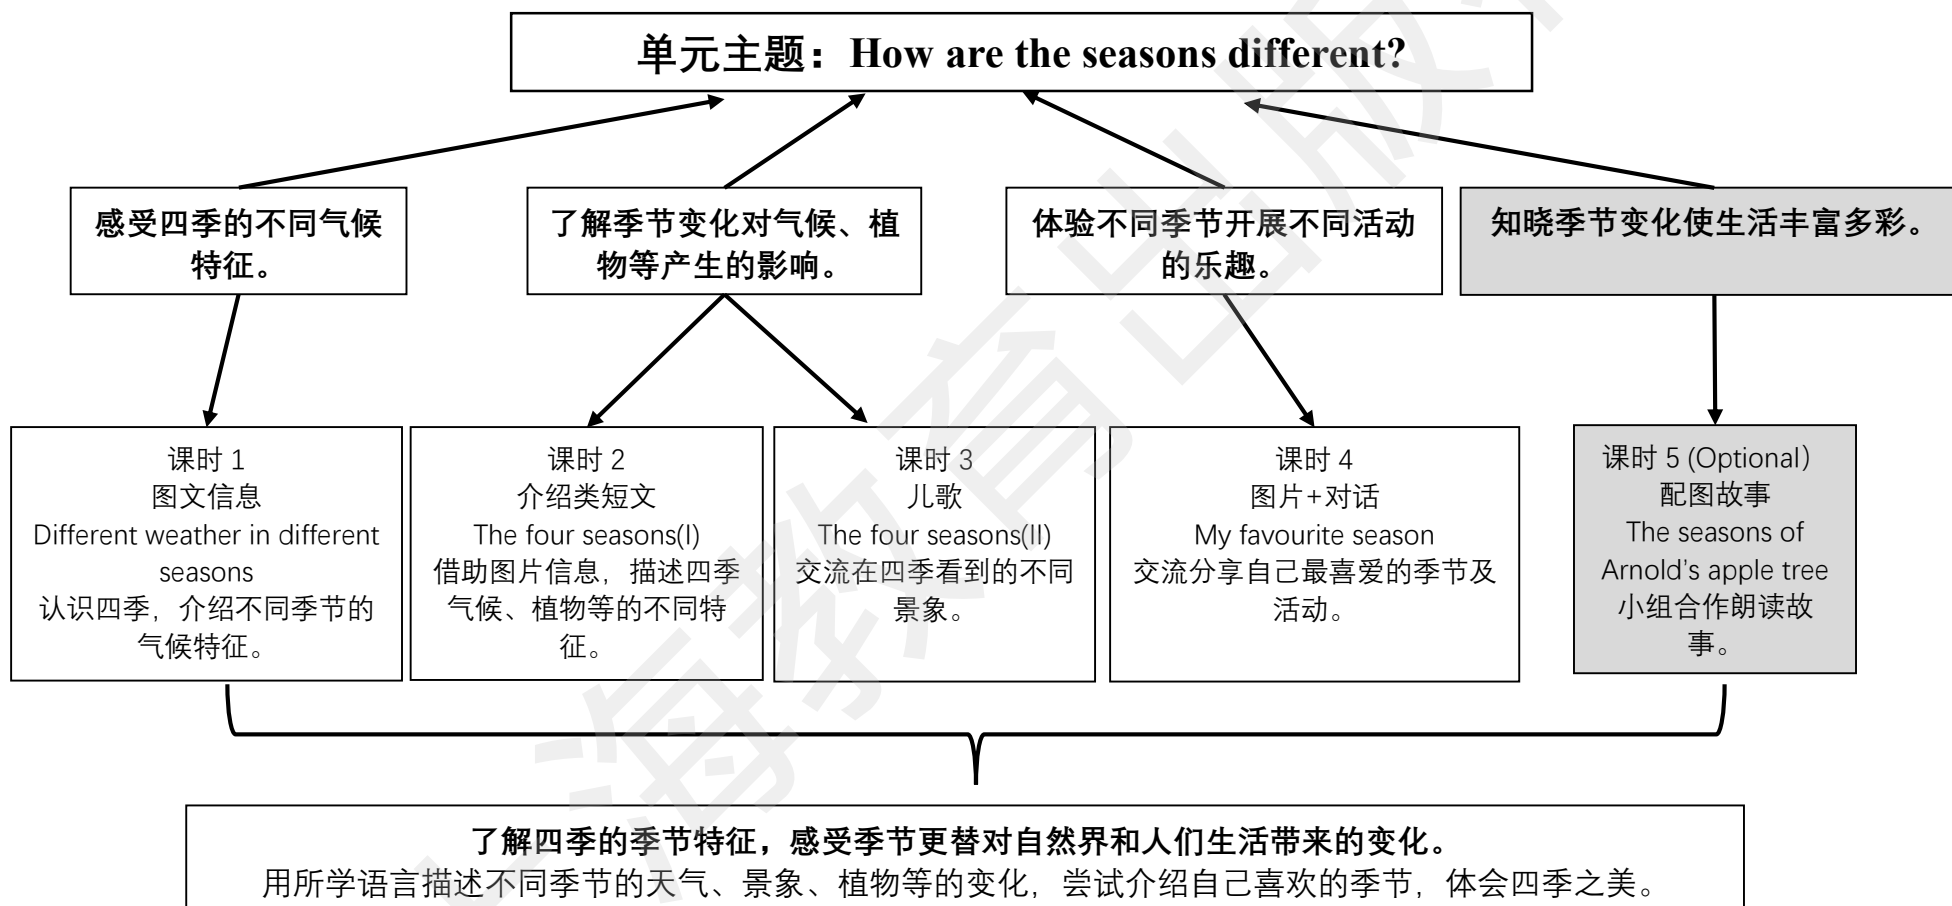 单元主题：How are the seasons different?
感受四季的不同气候
特征。
了解季节变化对气候、植
物等产生的影响。
体验不同季节开展不同活动
的乐趣。
知晓季节变化使生活丰富多彩。
课时 1
图文信息
Different weather in different
seasons
认识四季，介绍不同季节的
气候特征。
课时 2
介绍类短文
The four seasons(I)
借助图片信息，描述四季
气候、植物等的不同特
征。
课时 3
儿歌
The four seasons(II)
交流在四季看到的不同
景象。
课时 4
图片+对话
My favourite season
交流分享自己最喜爱的季节及
活动。
课时 5 (Optional）
配图故事
The seasons of
Arnold's apple tree
小组合作朗读故
事。
了解四季的季节特征，感受季节更替对自然界和人们生活带来的变化。
用所学语言描述不同季节的天气、景象、植物等的变化，尝试介绍自己喜欢的季节，体会四季之美。
海教育出版